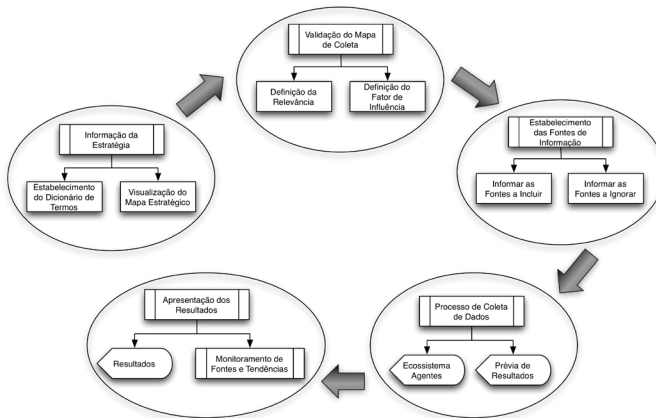 Informação da
Estratégia
Estabelecimento
do Dicionário de
Termos
Visualização do
Mapa Estratégico
Validação do Mapa
de Coleta
Definição da
Relevância
Definição do
Fator de
Influência
Estabelecimento
das Fontes de
Informação
Informar as
Fontes a Incluir
Informar as
Fontes a Ignorar
Processo de Coleta
de Dados
Ecossistema
Agentes
Prévia de
Resultados
Apresentação dos
Resultados
Resultados
Monitoramento de
Fontes e Tendências